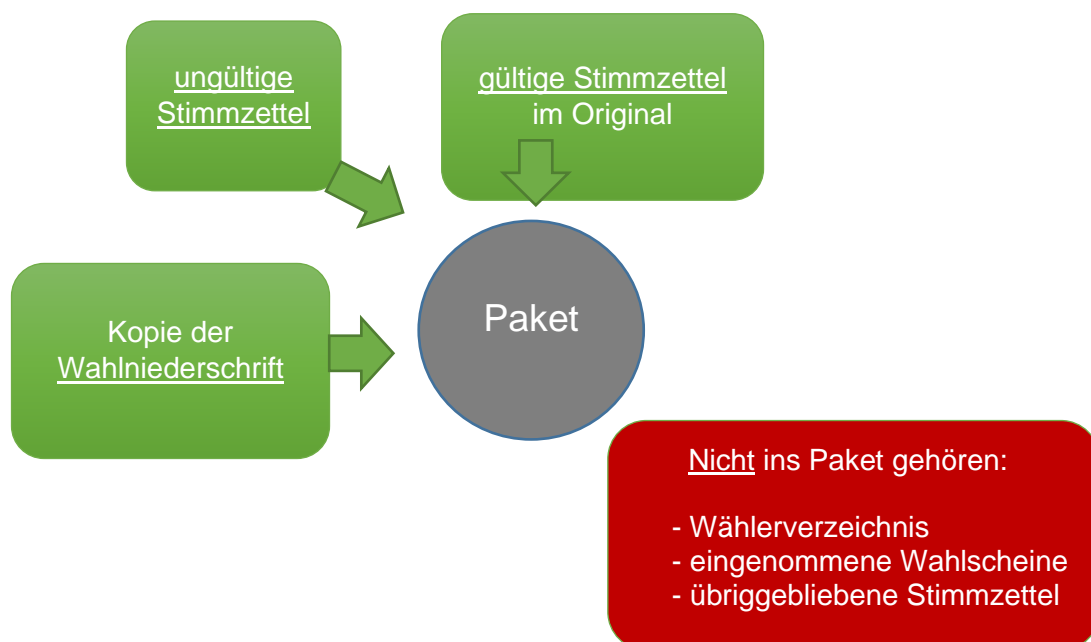 ungültige
Stimmzettel
gültige Stimmzettel
im Original
Kopie der
Wahlniederschrift
Paket
Nicht ins Paket gehören:
- Wählerverzeichnis
- eingenommene Wahlscheine
- übriggebliebene Stimmzettel